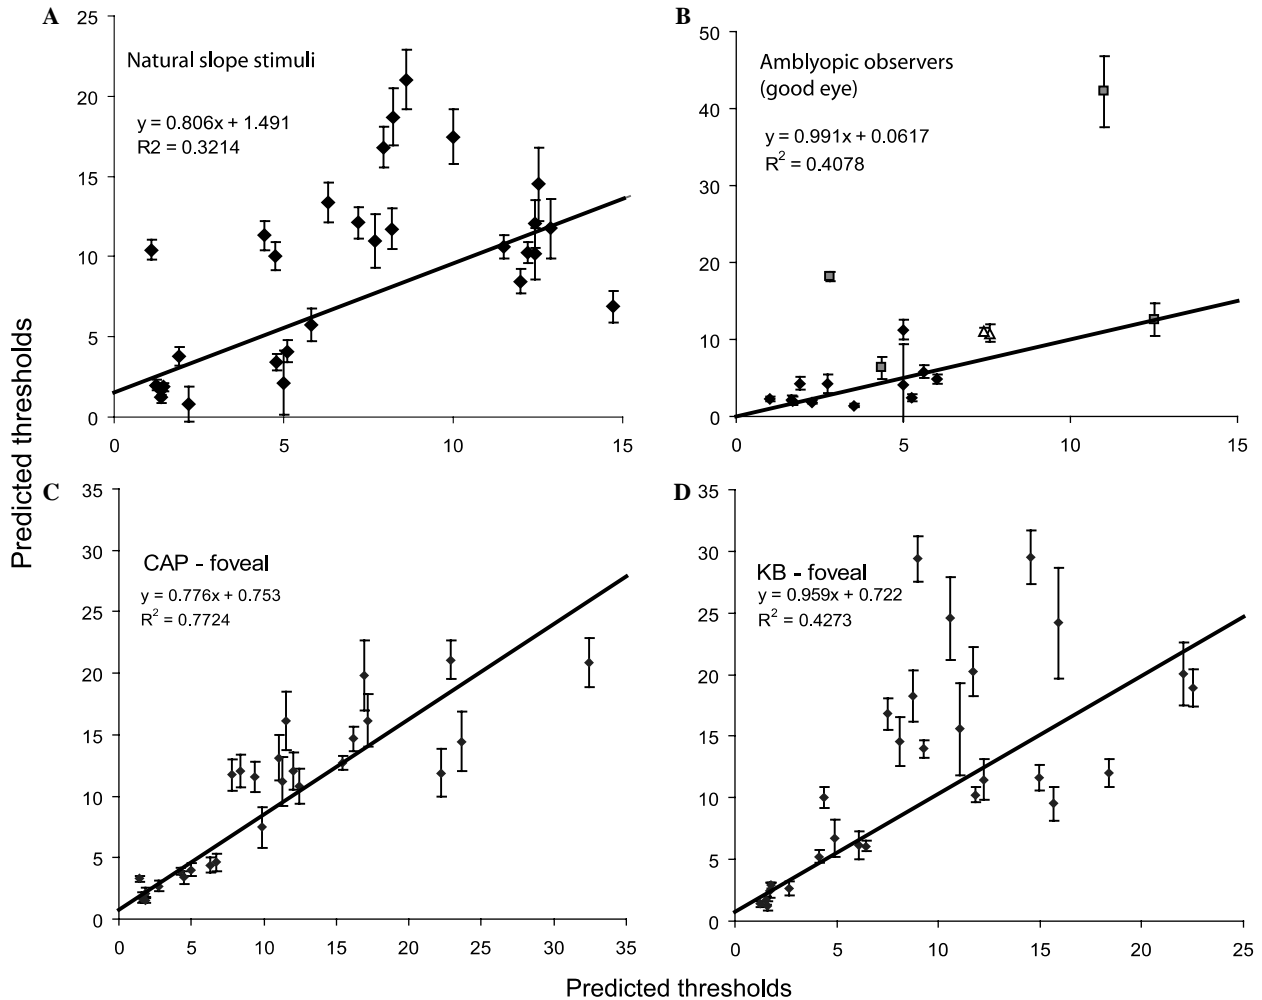 A
Natural slope stimuli
y = 0.806x + 1.491
R2 = 0.3214
25
20
15
10
5
0
0 5 10 15
B
Amblyopic observers
(good eye)
y = 0.991x + 0.0617
R² = 0.4078
50
40
30
20
10
0
0 5 10 15
Predicted thresholds
C
CAP - foveal
y = 0.776x + 0.753
R² = 0.7724
35
30
25
20
15
10
5
0
0 5 10 15 20 25 30 35
D
KB - foveal
y = 0.959x + 0.722
R² = 0.4273
35
30
25
20
15
10
5
0
0 5 10 15 20 25
Predicted thresholds